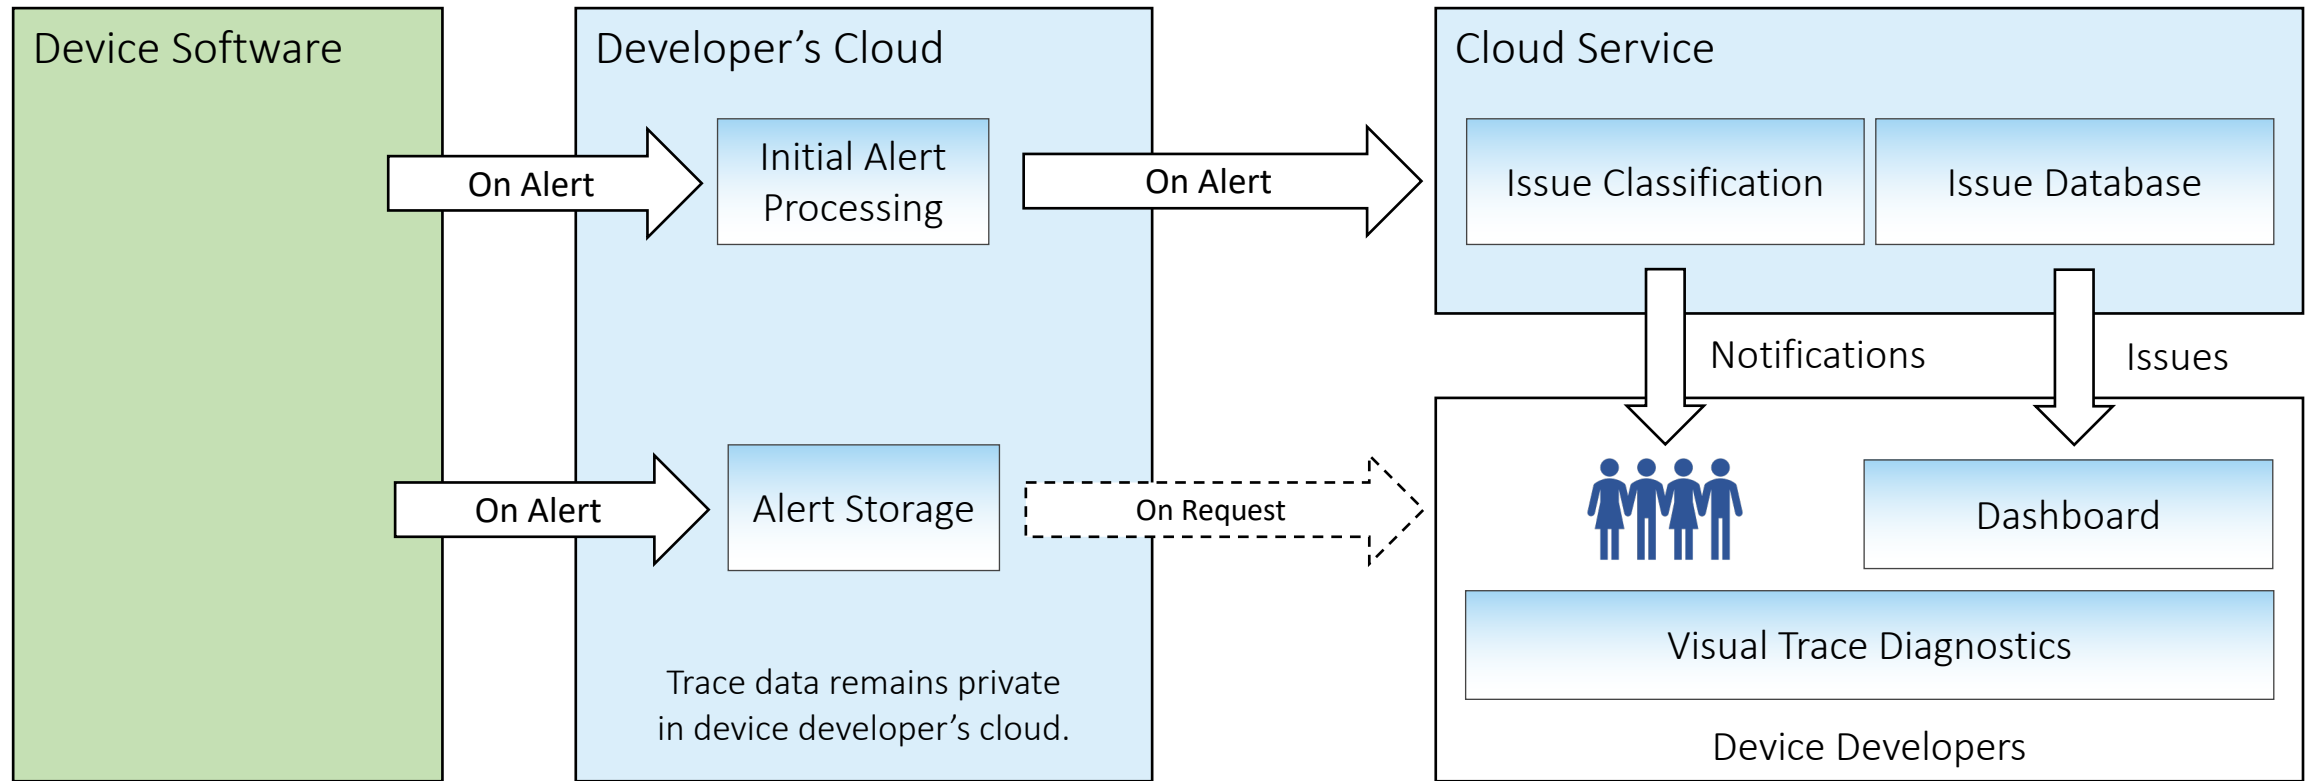 Device Software
Developer’s Cloud
Cloud Service
On Alert
Initial Alert
Processing
On Alert
Issue Classification
Issue Database
Notifications
Issues
On Alert
Alert Storage
On Request
Dashboard
Visual Trace Diagnostics
Trace data remains private
in device developer’s cloud.
Device Developers